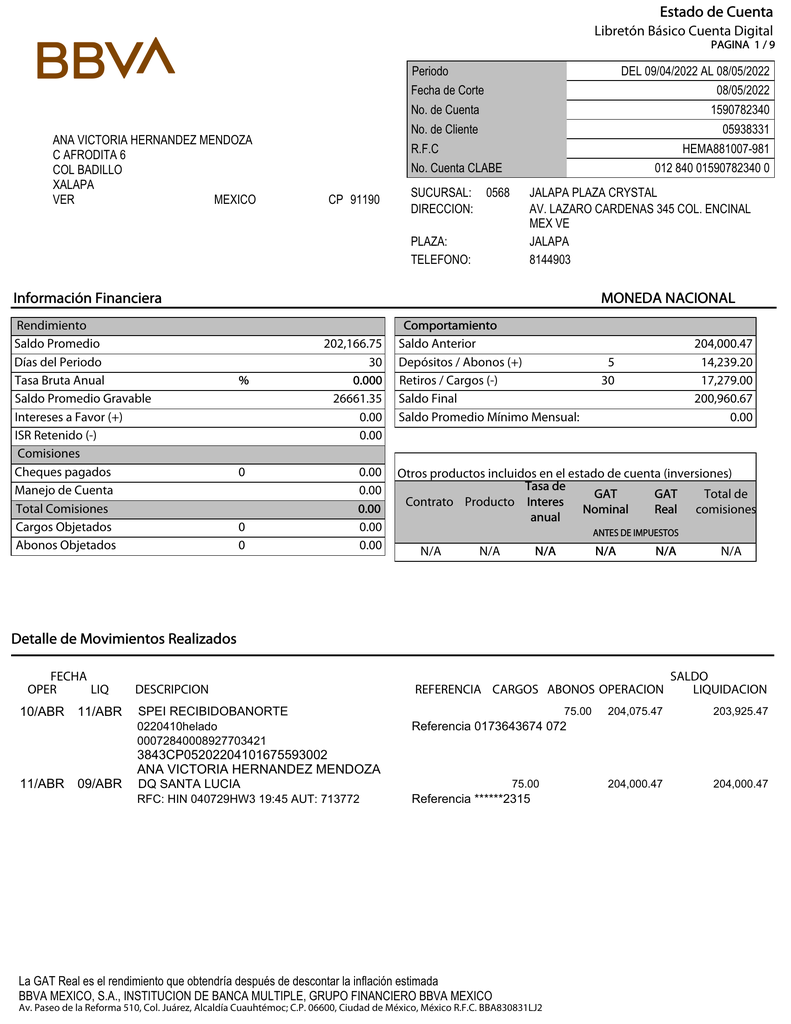 Estado de Cuenta
Libretón Básico Cuenta Digital
PAGINA 1 / 9
BBVA
Periodo DEL 09/04/2022 AL 08/05/2022
Fecha de Corte 08/05/2022
No. de Cuenta 1590782340
No. de Cliente 05938331
R.F.C HEMA881007-981
No. Cuenta CLABE 012 840 01590782340 0
ANA VICTORIA HERNANDEZ MENDOZA
C AFRODITA 6
COL BADILLO
XALAPA
VER MEXICO CP 91190
SUCURSAL: 0568 JALAPA PLAZA CRYSTAL
DIRECCION: AV. LAZARO CARDENAS 345 COL. ENCINAL
MEX VE
PLAZA: JALAPA
TELEFONO: 8144903
Información Financiera MONEDA NACIONAL
Rendimiento
Saldo Promedio 202,166.75
Días del Periodo 30
Tasa Bruta Anual % 0.000
Saldo Promedio Gravable 26661.35
Intereses a Favor (+) 0.00
ISR Retenido (-) 0.00
Comisiones
Cheques pagados 0 0.00
Manejo de Cuenta 0.00
Total Comisiones 0.00
Cargos Objetados 0 0.00
Abonos Objetados 0 0.00
Comportamiento
Saldo Anterior 204,000.47
Depósitos / Abonos (+) 5 14,239.20
Retiros / Cargos (-) 30 17,279.00
Saldo Final 200,960.67
Saldo Promedio Mínimo Mensual: 0.00
Otros productos incluidos en el estado de cuenta (inversiones)
Contrato Producto Tasa de Interes anual GAT Nominal GAT Real Total de comisiones
ANTES DE IMPUESTOS
N/A N/A N/A N/A N/A N/A
Detalle de Movimientos Realizados
FECHA SALDO
OPER LIQ DESCRIPCION REFERENCIA CARGOS ABONOS OPERACION LIQUIDACION
10/ABR 11/ABR SPEI RECIBIDOBANORTE 75.00 204,075.47 203,925.47
0220410helado Referencia 0173643674 072
00072840008927703421
3843CP05202204101675593002
ANA VICTORIA HERNANDEZ MENDOZA
11/ABR 09/ABR DQ SANTA LUCIA 75.00 204,000.47 204,000.47
RFC: HIN 040729HW3 19:45 AUT: 713772 Referencia ******2315
La GAT Real es el rendimiento que obtendría después de descontar la inflación estimada
BBVA MEXICO, S.A., INSTITUCION DE BANCA MULTIPLE, GRUPO FINANCIERO BBVA MEXICO
Av. Paseo de la Reforma 510, Col. Juárez, Alcaldía Cuauhtémoc; C.P. 06600, Ciudad de México, México R.F.C. BBA830831LJ2